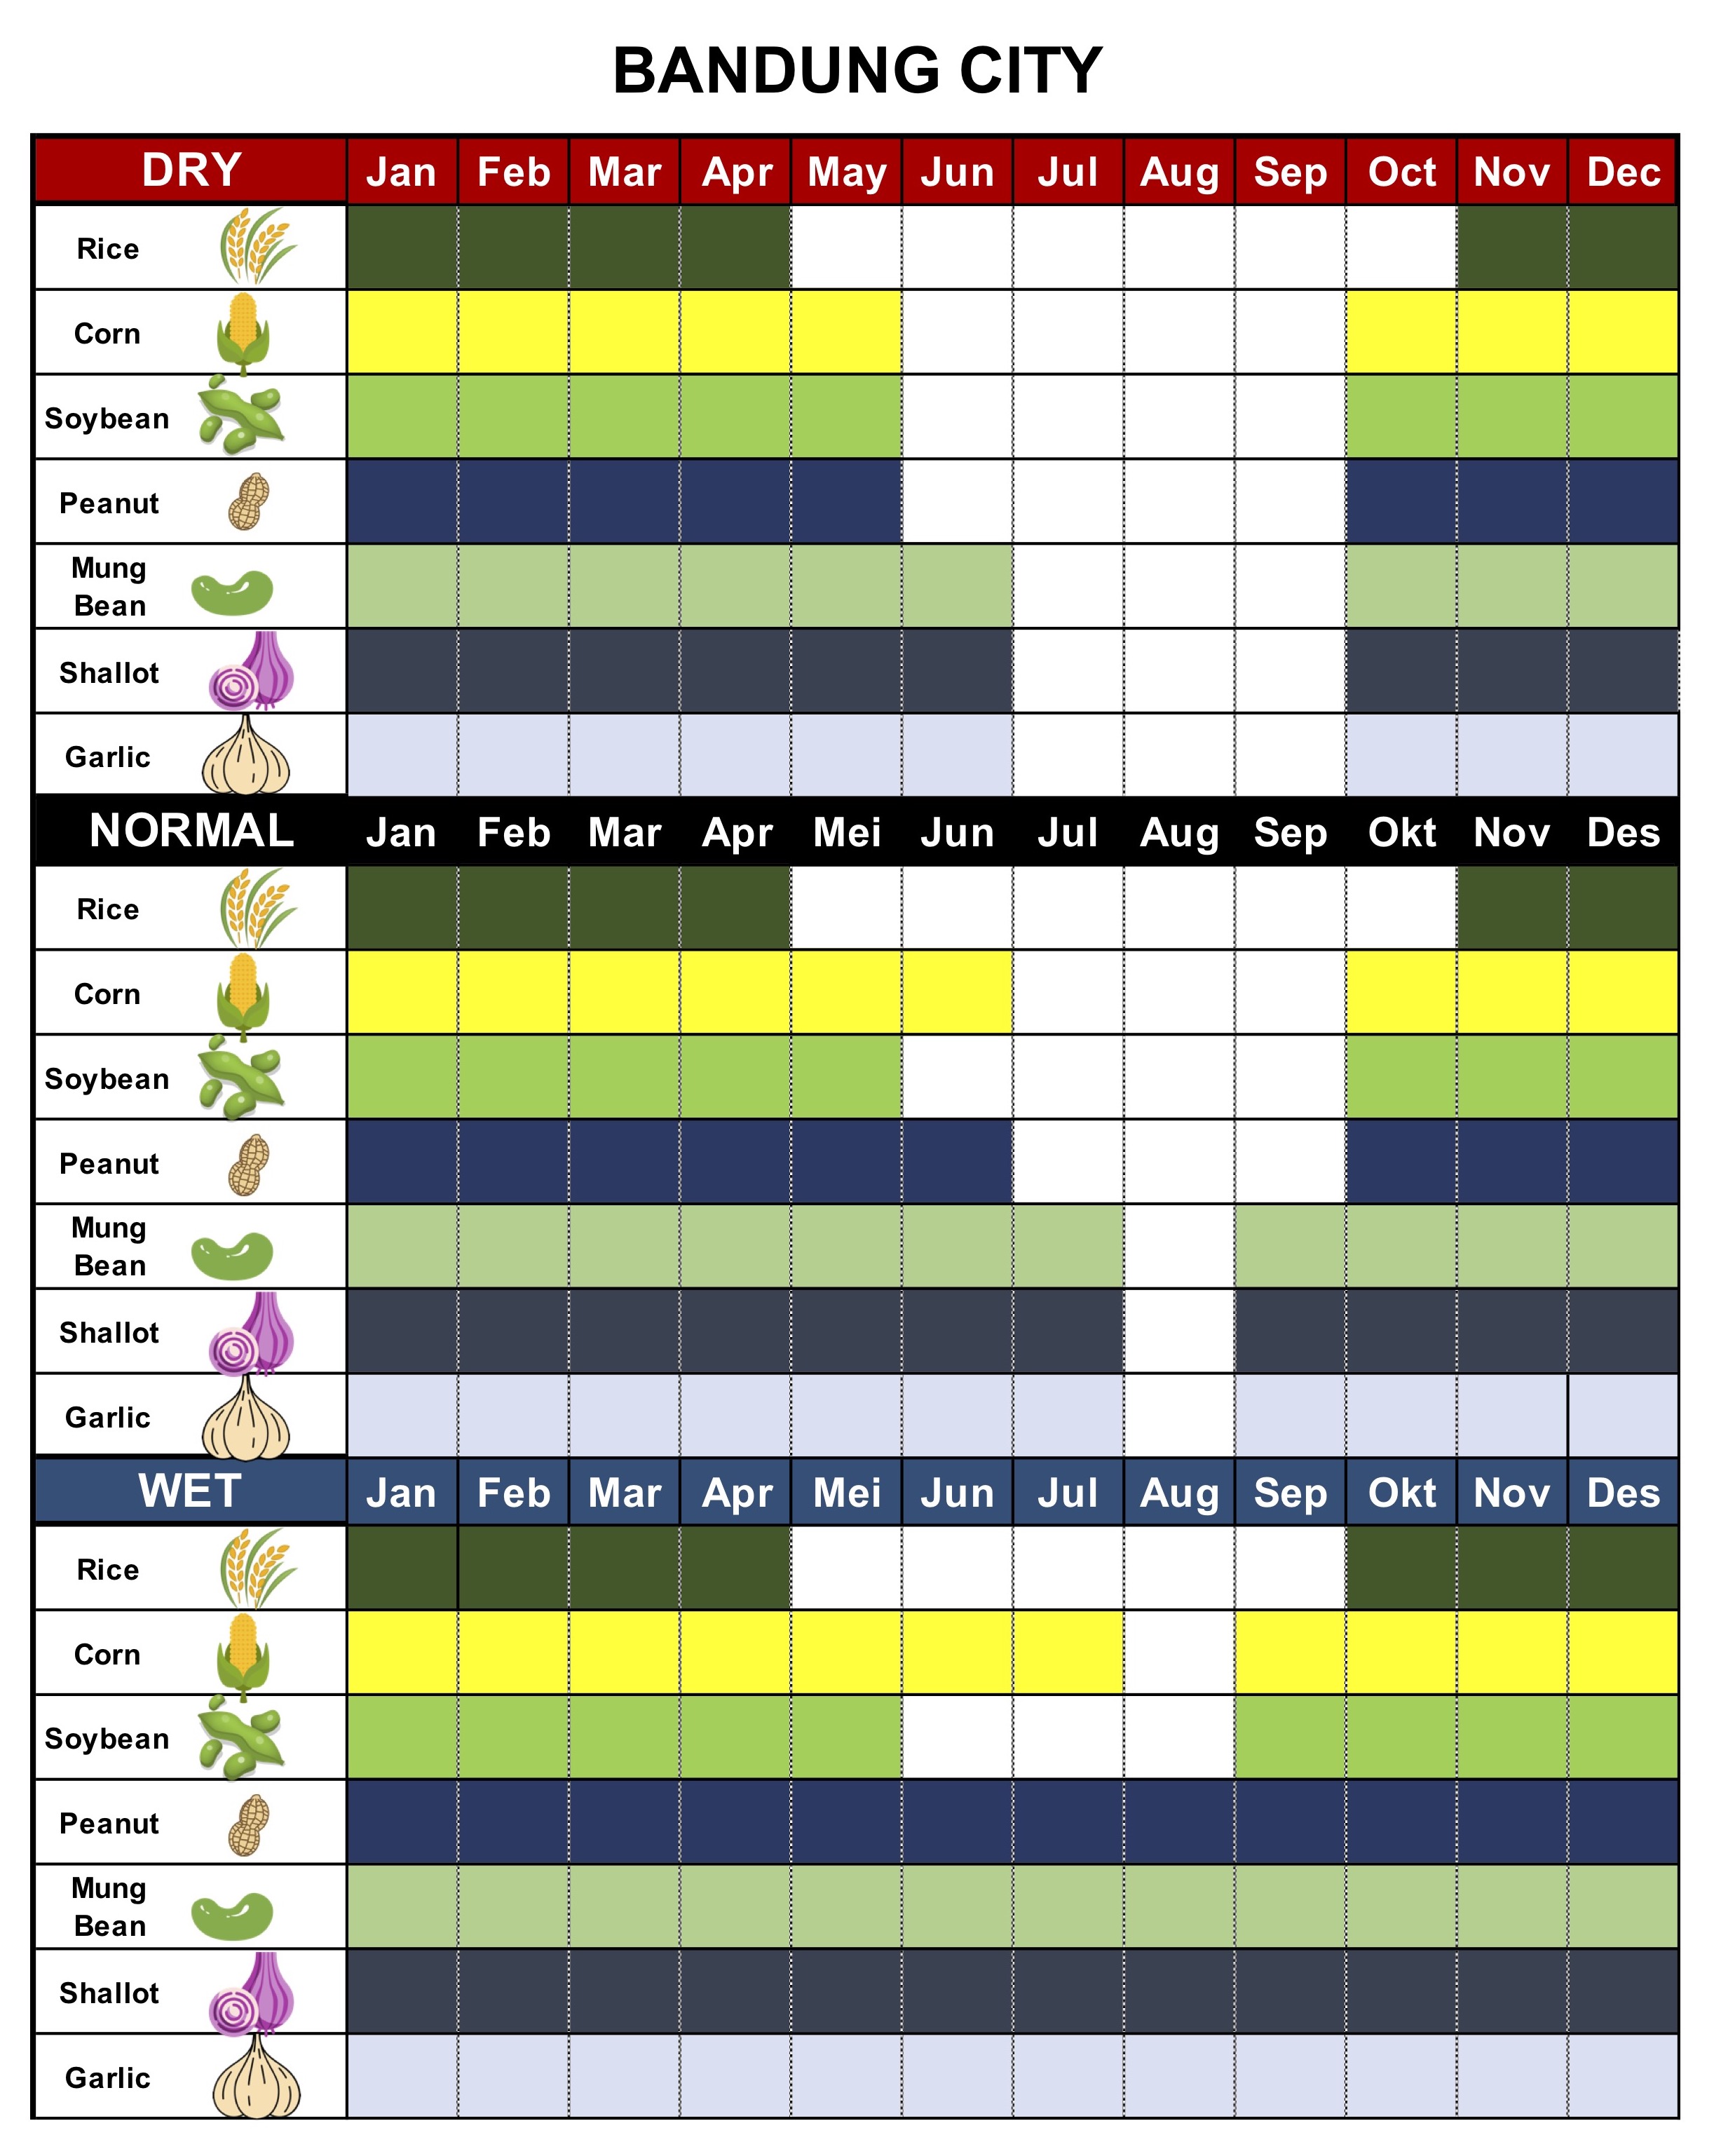 BANDUNG CITY
DRY Jan Feb Mar Apr May Jun Jul Aug Sep Oct Nov Dec
Rice
Corn
Soybean
Peanut
Mung
Bean
Shallot
Garlic
NORMAL Jan Feb Mar Apr Mei Jun Jul Aug Sep Okt Nov Des
Rice
Corn
Soybean
Peanut
Mung
Bean
Shallot
Garlic
WET Jan Feb Mar Apr Mei Jun Jul Aug Sep Okt Nov Des
Rice
Corn
Soybean
Peanut
Mung
Bean
Shallot
Garlic